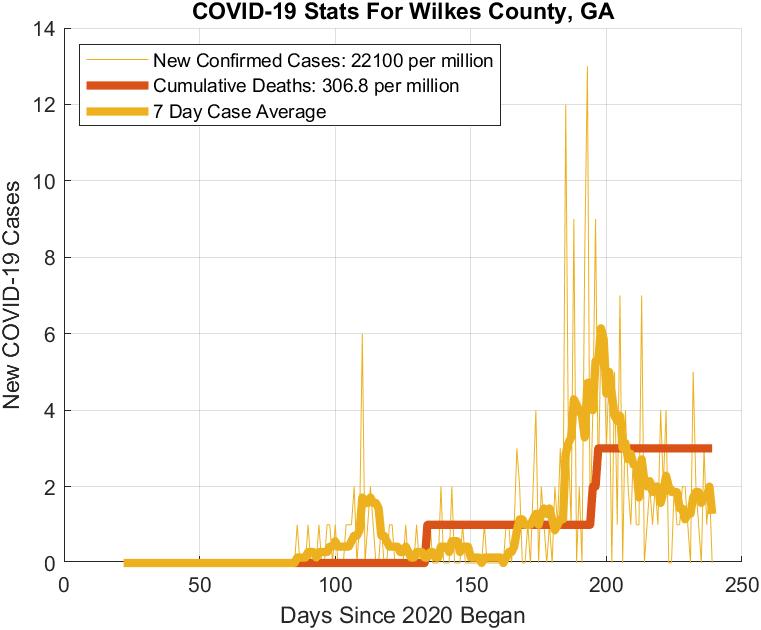 COVID-19 Stats For Wilkes County, GA
New Confirmed Cases: 22100 per million
Cumulative Deaths: 306.8 per million
7 Day Case Average
New COVID-19 Cases
14
12
10
8
6
4
2
0
0 50 100 150 200 250
Days Since 2020 Began